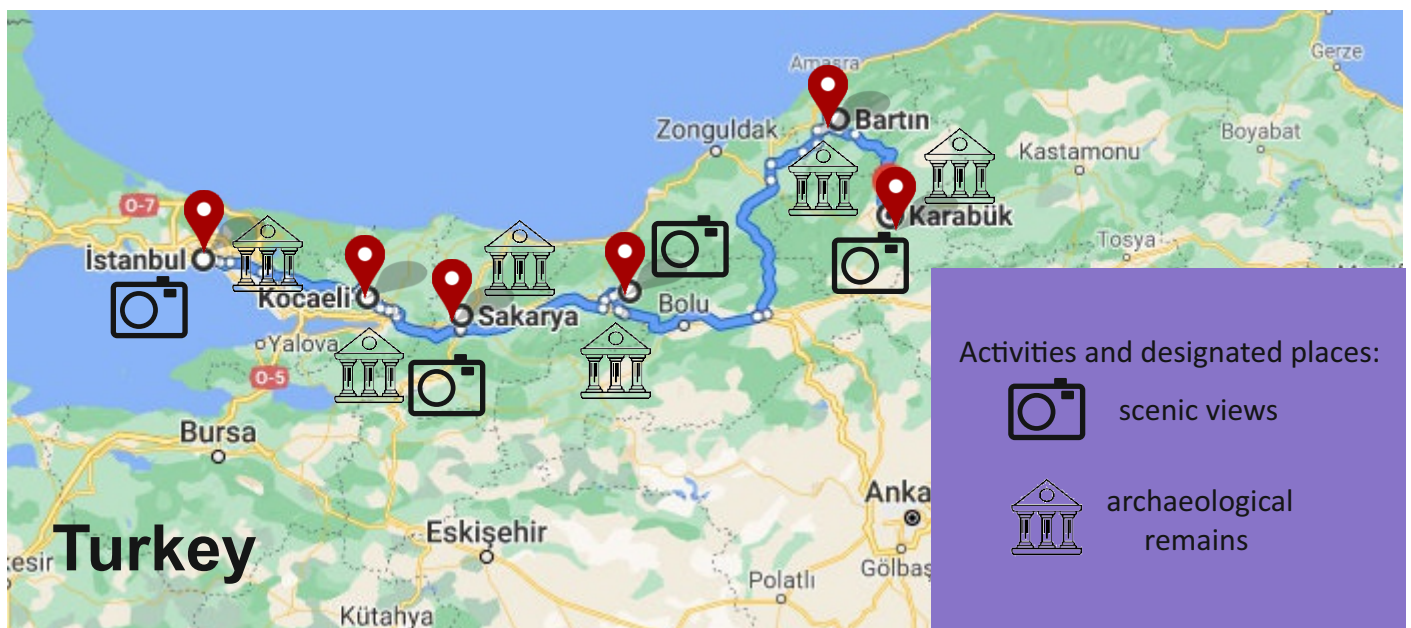 Amasra
Gerze
Bartın
Zonguldak
Boyabat
Kastamonu
O-7
Karabük
Tosya
İstanbul
Kocaeli
Bolu
Sakarya
Yalova
O-5
Activities and designated places:
scenic views
Bursa
Anka
archaeological
remains
Turkey
Eskişehir
esir
Gölbaş
Polatlı
Kütahya